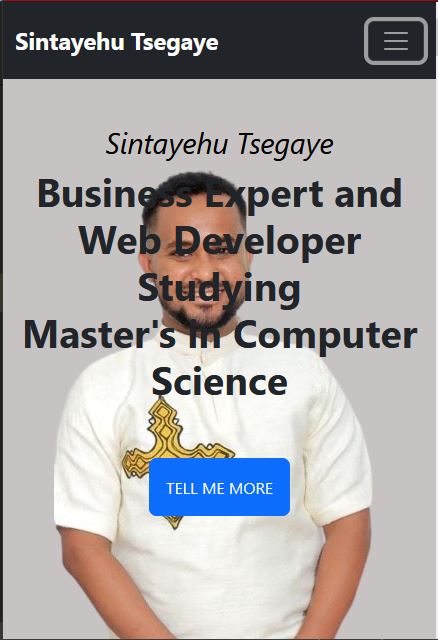 Sintayehu Tsegaye
Sintayehu Tsegaye
Business Expert and
Web Developer
Studying
Master's in Computer
Science
TELL ME MORE